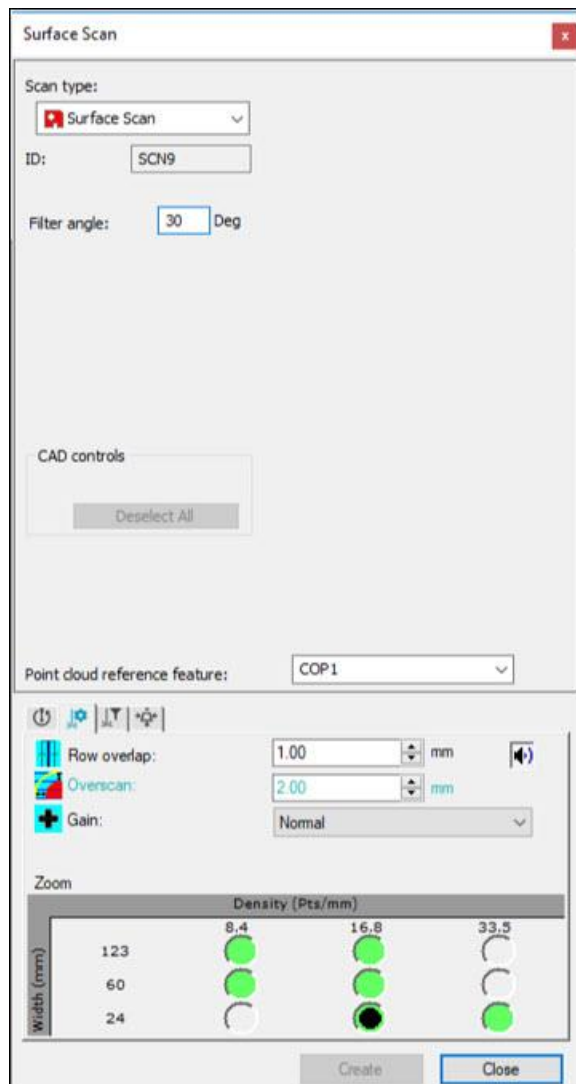 Surface Scan
x
Scan type:
Surface Scan
ID: SCN9
Filter angle: 30 Deg
CAD controls
Deselect All
Point cloud reference feature: COP1
Row overlap: 1.00 mm
Overscan: 2.00 mm
Gain: Normal
Zoom
Density (Pts/mm)
8.4 16.8 33.5
Width (mm)
123
60
24
Create Close